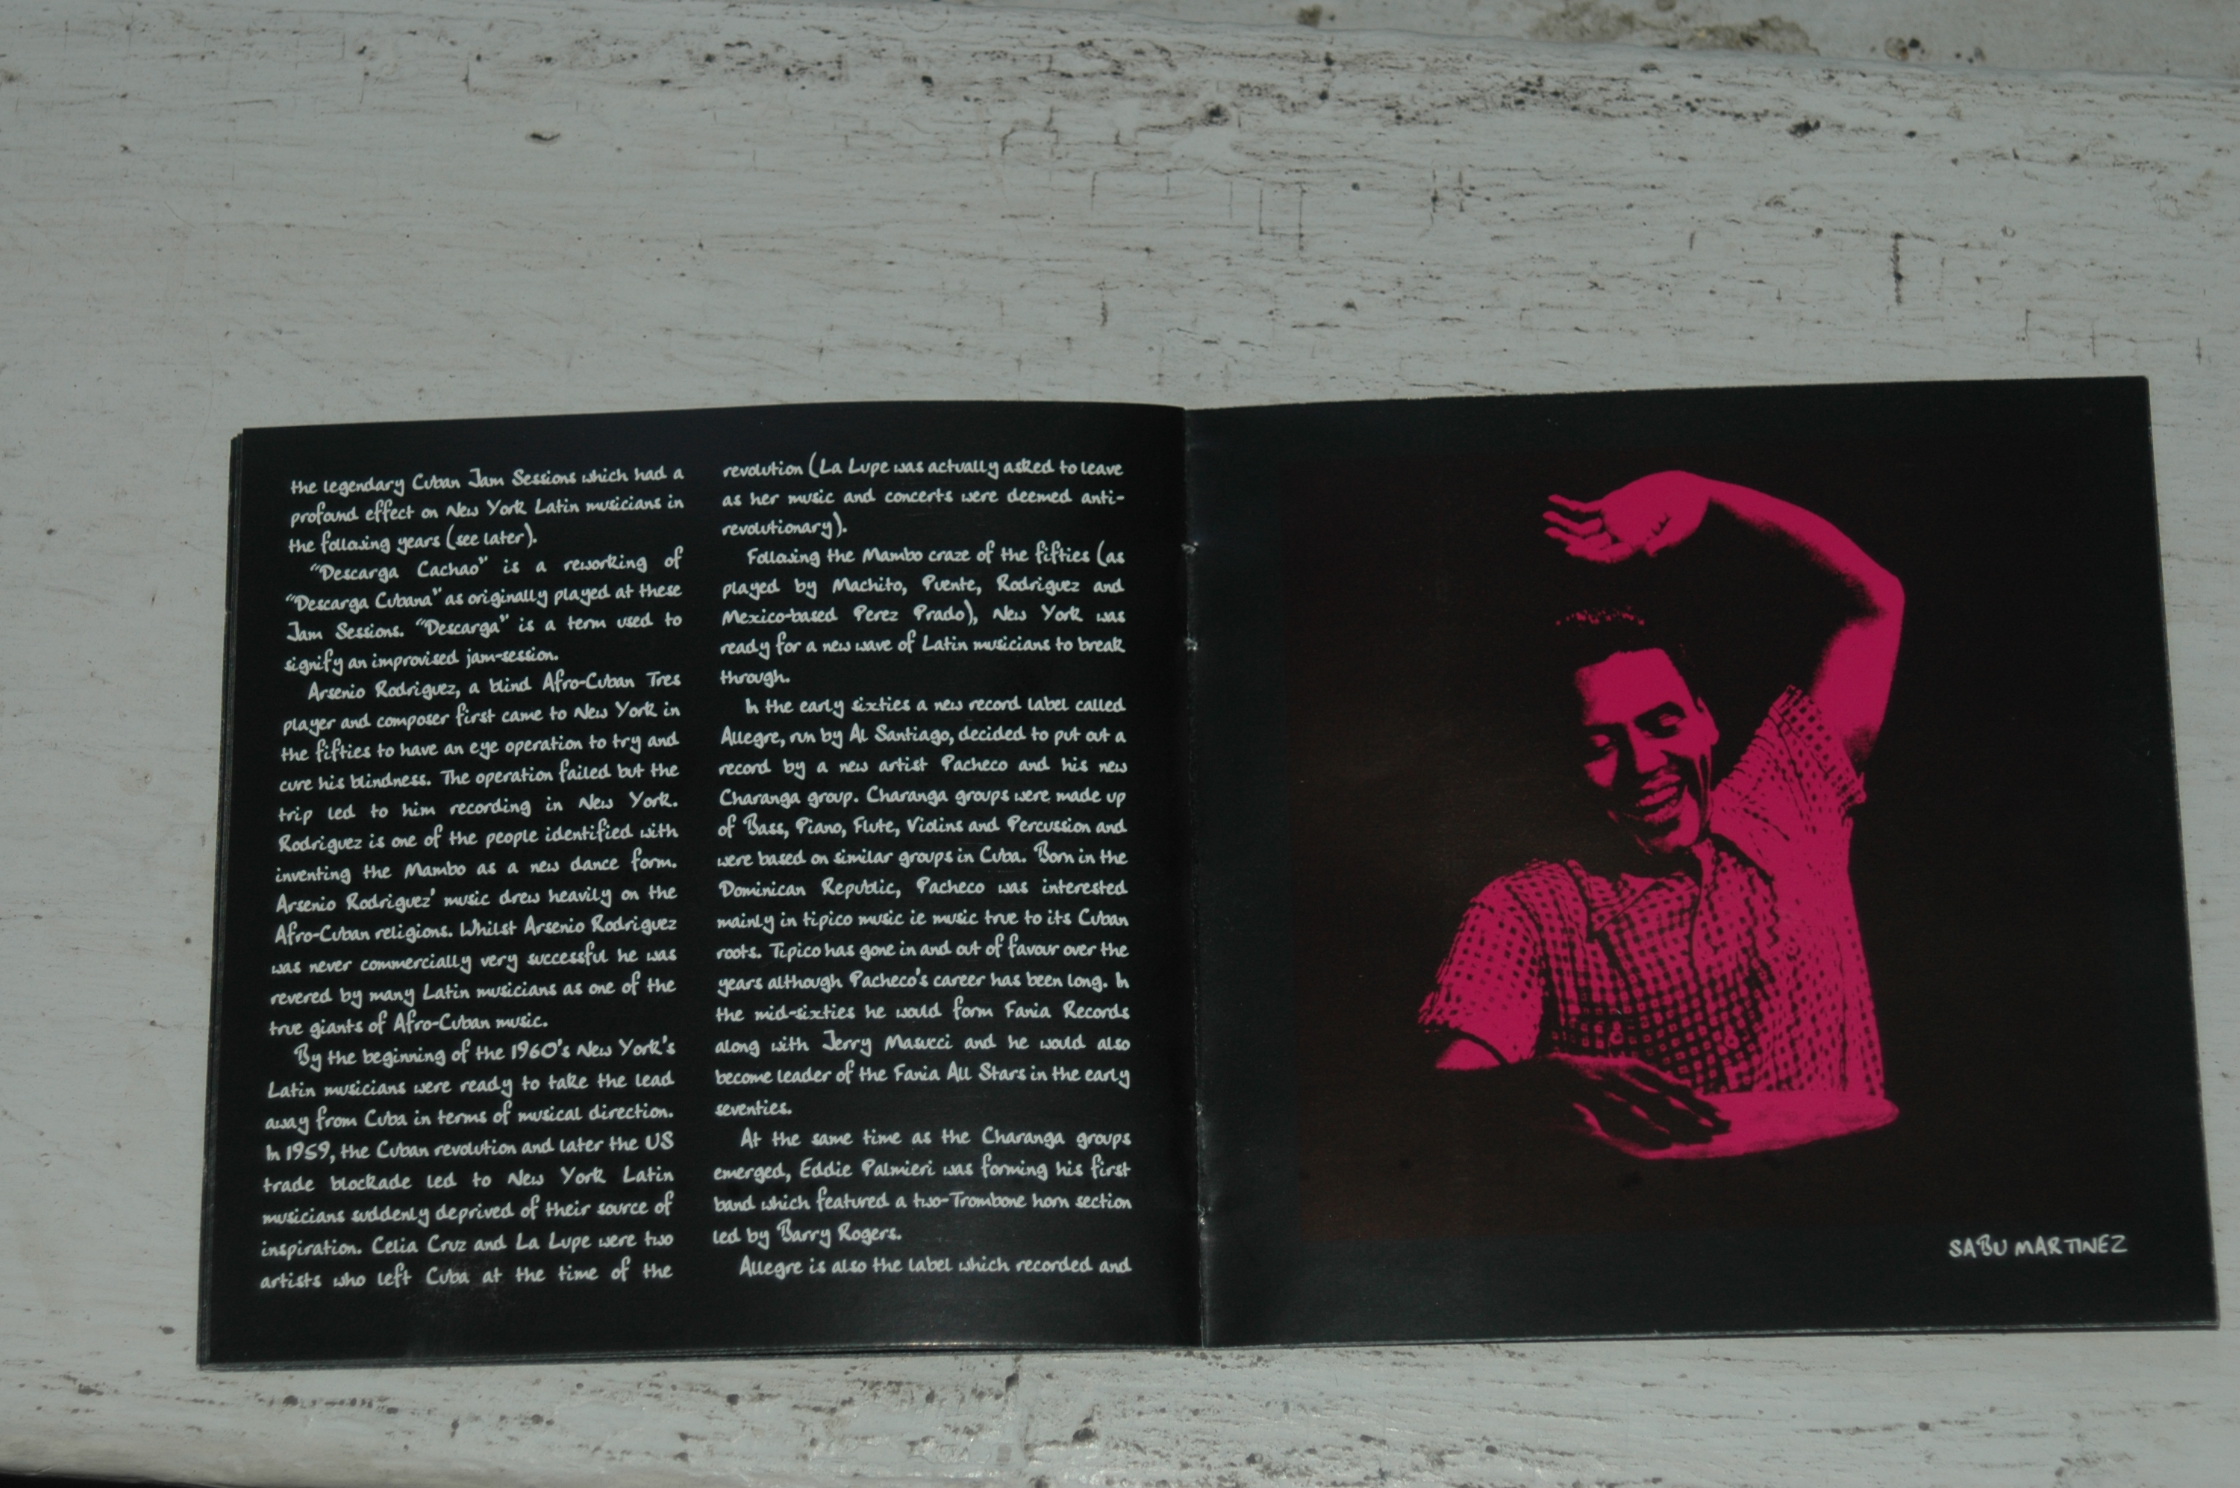 the legendary Cuban Jam Sessions which had a
profound effect on New York Latin musicians in
the following years (see later).
"Descarga Cachao" is a reworking of
"Descarga Cubana" as originally played at these
Jam Sessions. "Descarga" is a term used to
signify an improvised jam-session.
Arsenio Rodriguez, a blind Afro-Cuban Tres
player and composer first came to New York in
the fifties to have an eye operation to try and
cure his blindness. The operation failed but the
trip led to him recording in New York.
Rodriguez is one of the people identified with
inventing the Mambo as a new dance form.
Arsenio Rodriguez' music drew heavily on the
Afro-Cuban religions. Whilst Arsenio Rodriguez
was never commercially very successful he was
revered by many Latin musicians as one of the
true giants of Afro-Cuban music.
By the beginning of the 1960's New York's
Latin musicians were ready to take the lead
away from Cuba in terms of musical direction.
In 1959, the Cuban revolution and later the US
trade blockade led to New York Latin
musicians suddenly deprived of their source of
inspiration. Celia Cruz and La Lupe were two
artists who left Cuba at the time of the
revolution (La Lupe was actually asked to leave
as her music and concerts were deemed anti-
revolutionary).
Following the Mambo craze of the fifties (as
played by Machito, Puente, Rodriguez and
Mexico-based Perez Prado), New York was
ready for a new wave of Latin musicians to break
through.
In the early sixties a new record label called
Allegre, run by Al Santiago, decided to put out a
record by a new artist Pacheco and his new
Charanga group. Charanga groups were made up
of Bass, Piano, Flute, Violins and Percussion and
were based on similar groups in Cuba. Born in the
Dominican Republic, Pacheco was interested
mainly in tipico music ie music true to its Cuban
roots. Tipico has gone in and out of favour over the
years although Pacheco's career has been long. In
the mid-sixties he would form Fania Records
along with Jerry Masucci and he would also
become leader of the Fania All Stars in the early
seventies.
At the same time as the Charanga groups
emerged, Eddie Palmieri was forming his first
band which featured a two-Trombone horn section
led by Barry Rogers.
Allegre is also the label which recorded and
SABU MARTINEZ